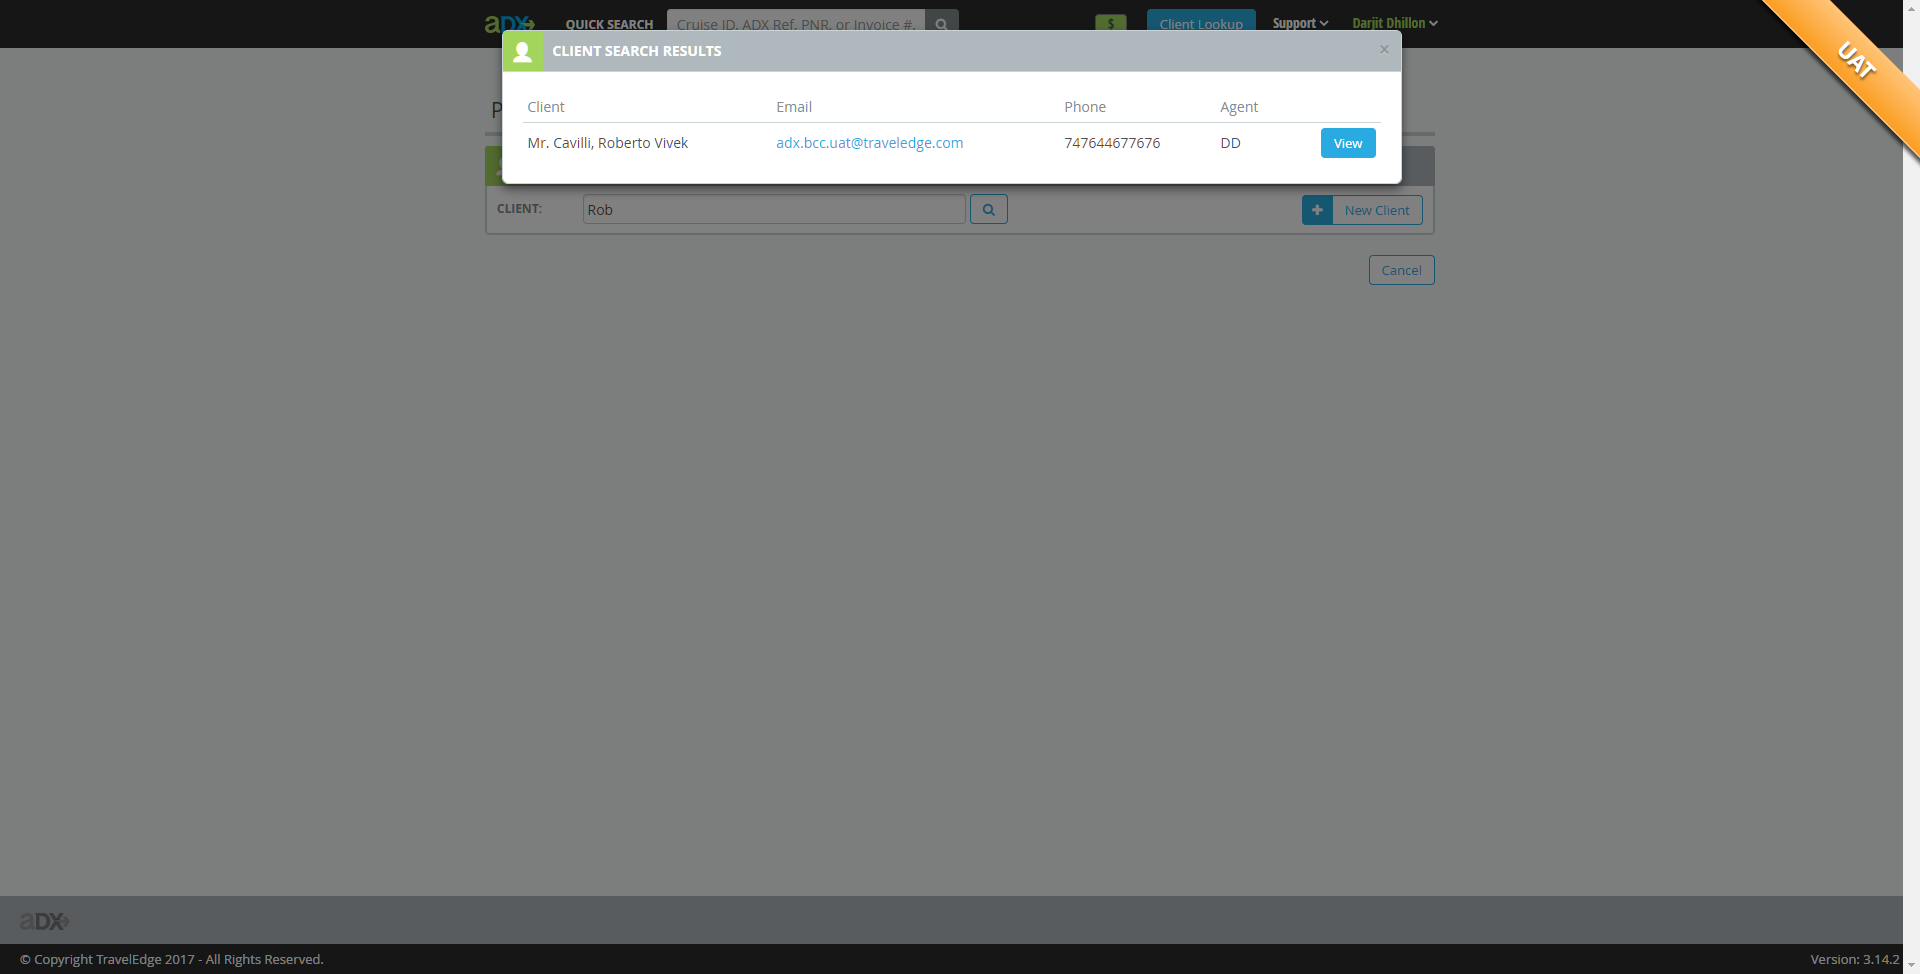 aDX
QUICK SEARCH
Cruise ID, ADX Ref, PNR, or Invoice #,
$
Client Lookup
Support
Darjit Dhillon
UAT
CLIENT SEARCH RESULTS
×
Client Email Phone Agent
Mr. Cavilli, Roberto Vivek adx.bcc.uat@traveledge.com 747644677676 DD View
P
CLIENT: Rob
New Client
Cancel
aDX
© Copyright TravelEdge 2017 - All Rights Reserved.
Version: 3.14.2